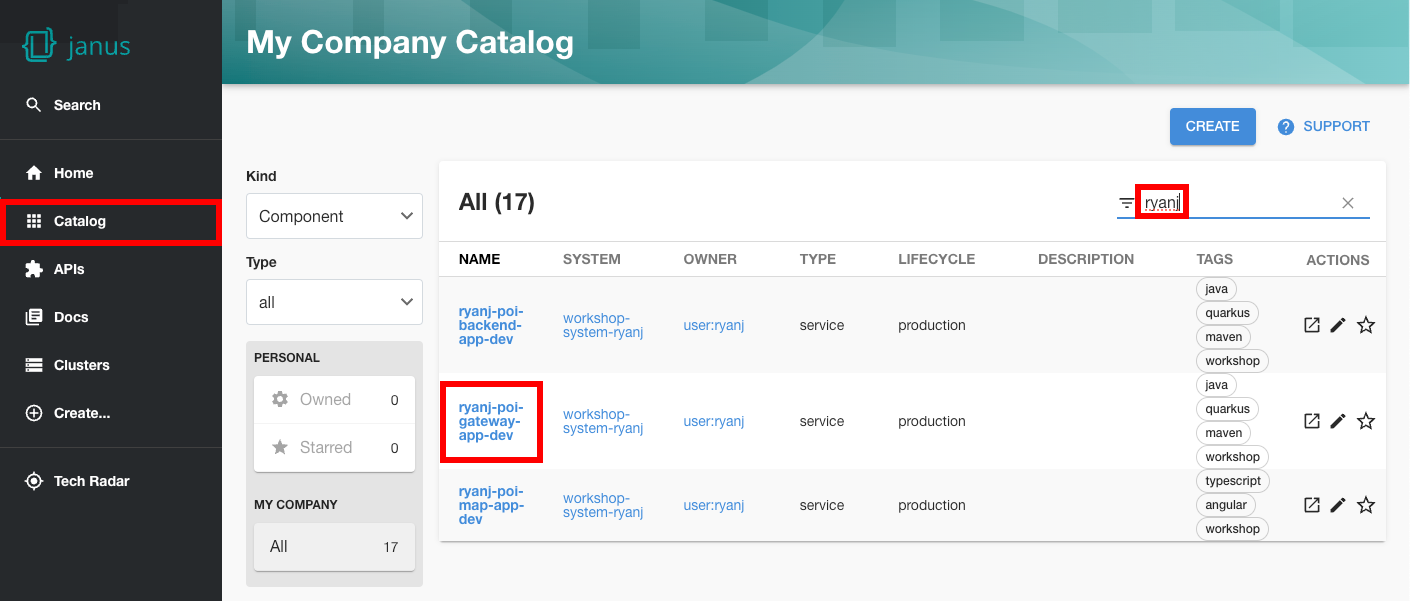 janus
My Company Catalog
Search
Home
Catalog
APIs
Docs
Clusters
Create...
Tech Radar
CREATE
? SUPPORT
Kind
Component
Type
all
PERSONAL
Owned 0
Starred 0
MY COMPANY
All 17
All (17)
ryanj
NAME SYSTEM OWNER TYPE LIFECYCLE DESCRIPTION TAGS ACTIONS
ryanj-poi-
backend-
app-dev
workshop-
system-ryanj
user:ryanj
service
production
java
quarkus
maven
workshop
ryanj-poi-
gateway-
app-dev
workshop-
system-ryanj
user:ryanj
service
production
java
quarkus
maven
workshop
ryanj-poi-
map-app-
dev
workshop-
system-ryanj
user:ryanj
service
production
typescript
angular
workshop